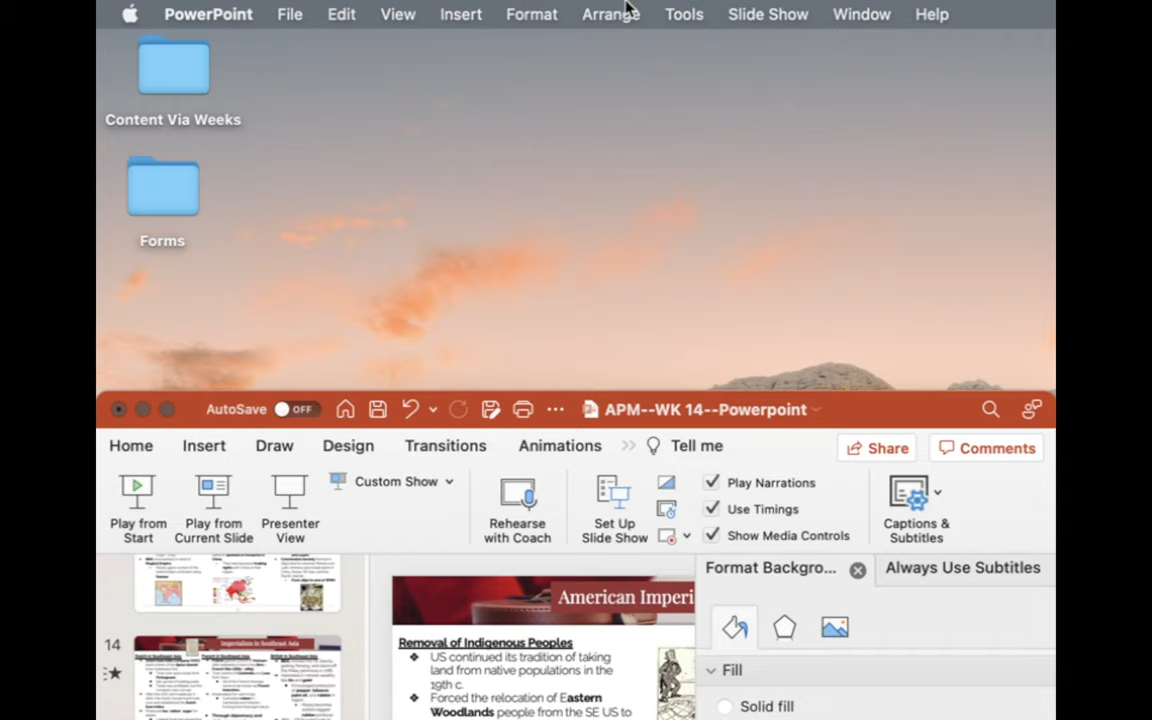 PowerPoint File Edit View Insert Format Arrange Tools Slide Show Window Help
Content Via Weeks
Forms
AutoSave OFF APM--WK 14--Powerpoint
Home Insert Draw Design Transitions Animations Tell me Share Comments
Play from Start
Play from Current Slide
Presenter View
Custom Show
Rehearse with Coach
Set Up Slide Show
Play Narrations
Use Timings
Show Media Controls
Captions & Subtitles
14
Imperialism in Southeast Asia
American Imperi
Removal of Indigenous Peoples
US continued its tradition of taking
land from native populations in the
19th c.
Forced the relocation of Eastern
Woodlands people from the SE US to
Format Backgro...
Always Use Subtitles
Fill
Solid fill